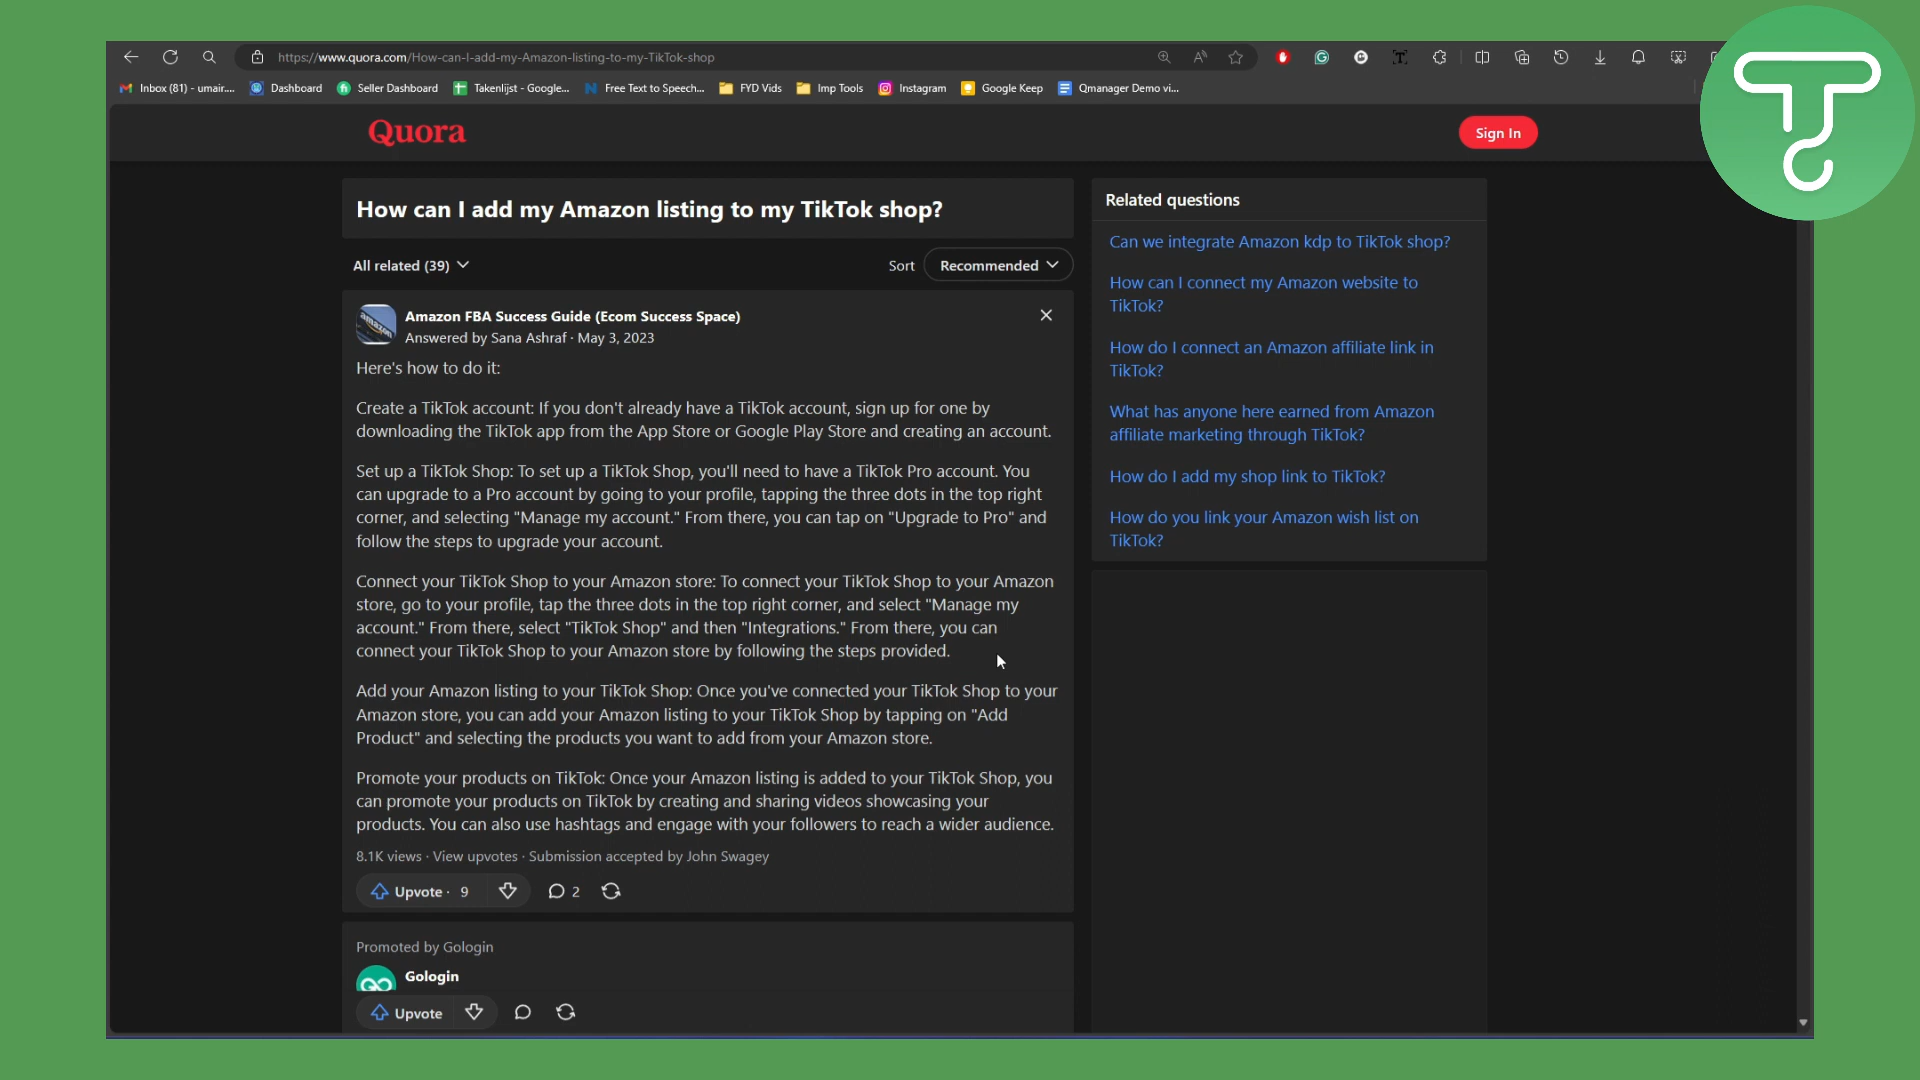 https://www.quora.com/How-can-I-add-my-Amazon-listing-to-my-TikTok-shop
Inbox (81) - umair....
Dashboard
Seller Dashboard
Takenlijst - Google...
Free Text to Speech...
FYD Vids
Imp Tools
Instagram
Google Keep
Qmanager Demo vi...
Quora
Sign In
How can I add my Amazon listing to my TikTok shop?
All related (39)
Sort
Recommended
Amazon FBA Success Guide (Ecom Success Space)
Answered by Sana Ashraf · May 3, 2023
Here's how to do it:
Create a TikTok account: If you don't already have a TikTok account, sign up for one by
downloading the TikTok app from the App Store or Google Play Store and creating an account.
Set up a TikTok Shop: To set up a TikTok Shop, you'll need to have a TikTok Pro account. You
can upgrade to a Pro account by going to your profile, tapping the three dots in the top right
corner, and selecting "Manage my account." From there, you can tap on "Upgrade to Pro" and
follow the steps to upgrade your account.
Connect your TikTok Shop to your Amazon store: To connect your TikTok Shop to your Amazon
store, go to your profile, tap the three dots in the top right corner, and select "Manage my
account." From there, select "TikTok Shop" and then "Integrations." From there, you can
connect your TikTok Shop to your Amazon store by following the steps provided.
Add your Amazon listing to your TikTok Shop: Once you've connected your TikTok Shop to your
Amazon store, you can add your Amazon listing to your TikTok Shop by tapping on "Add
Product" and selecting the products you want to add from your Amazon store.
Promote your products on TikTok: Once your Amazon listing is added to your TikTok Shop, you
can promote your products on TikTok by creating and sharing videos showcasing your
products. You can also use hashtags and engage with your followers to reach a wider audience.
8.1K views · View upvotes · Submission accepted by John Swagey
Upvote · 9
2
Promoted by Gologin
Gologin
Upvote
Related questions
Can we integrate Amazon kdp to TikTok shop?
How can I connect my Amazon website to
TikTok?
How do I connect an Amazon affiliate link in
TikTok?
What has anyone here earned from Amazon
affiliate marketing through TikTok?
How do I add my shop link to TikTok?
How do you link your Amazon wish list on
TikTok?